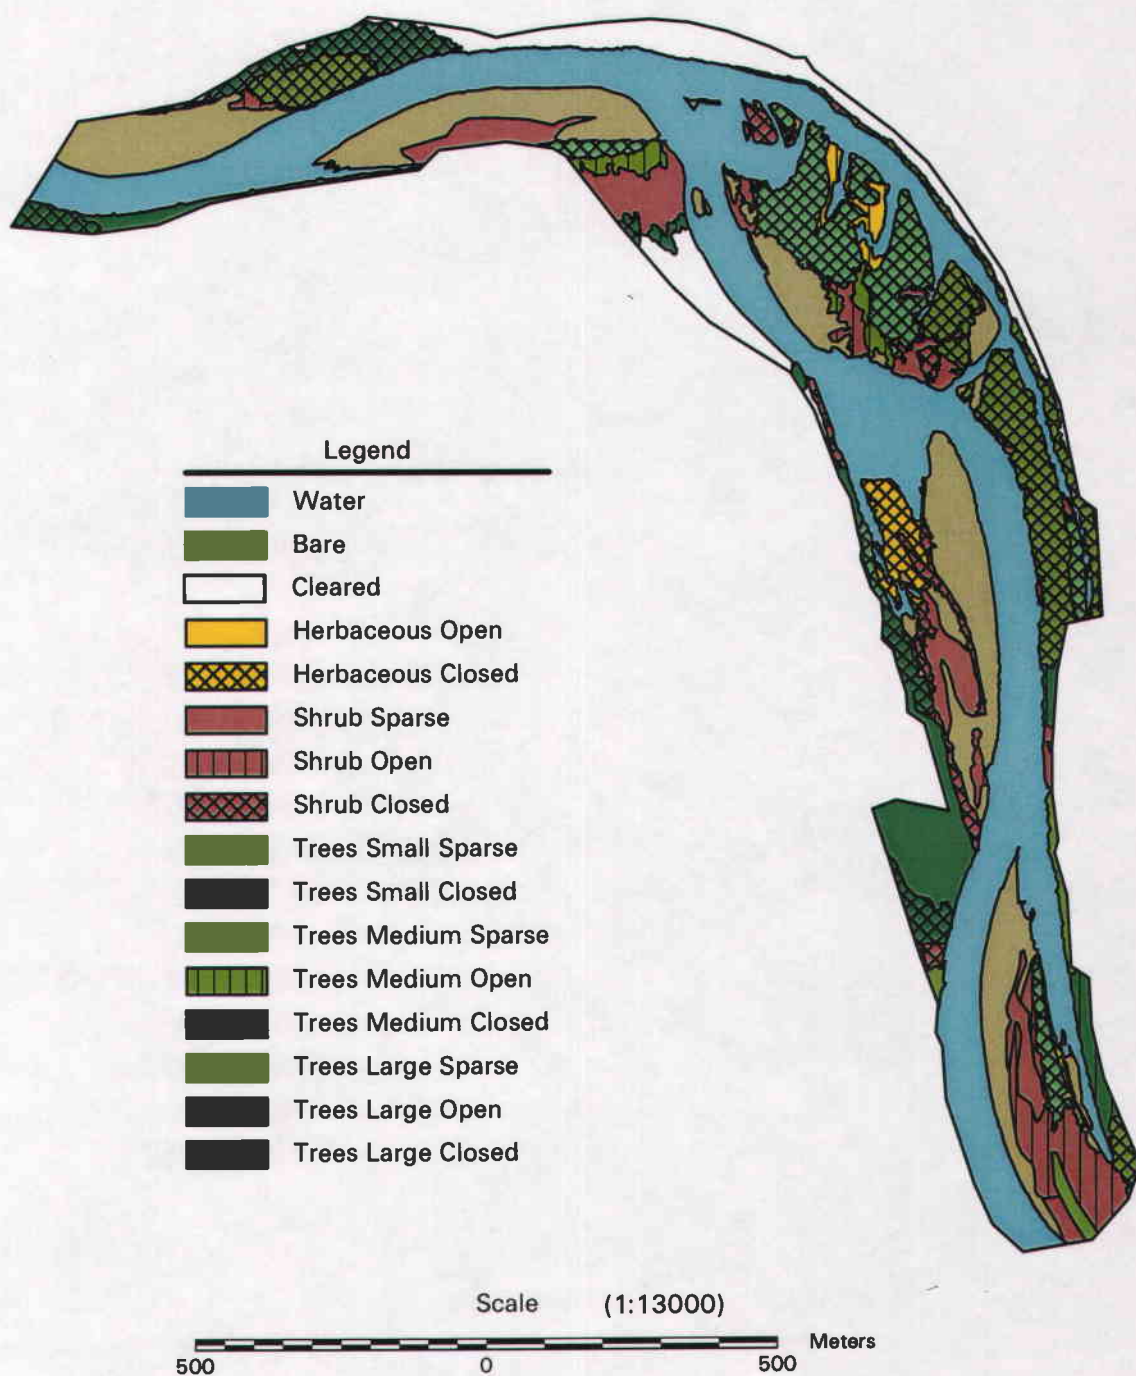 Legend
Water
Bare
Cleared
Herbaceous Open
Herbaceous Closed
Shrub Sparse
Shrub Open
Shrub Closed
Trees Small Sparse
Trees Small Closed
Trees Medium Sparse
Trees Medium Open
Trees Medium Closed
Trees Large Sparse
Trees Large Open
Trees Large Closed
Scale (1:13000)
Meters
500 0 500